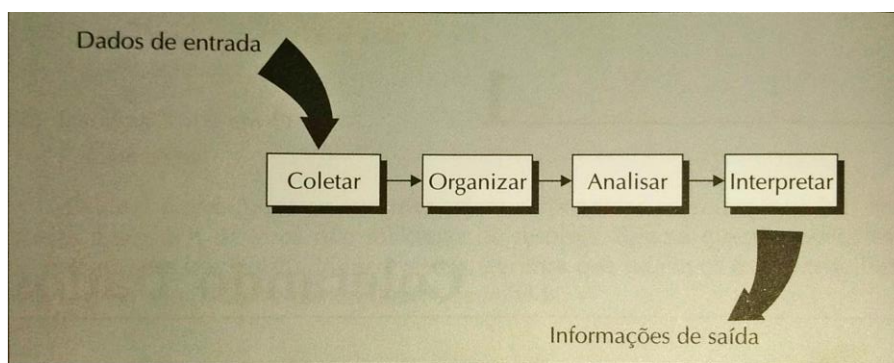 Dados de entrada
Coletar
Organizar
Analisar
Interpretar
Informações de saída